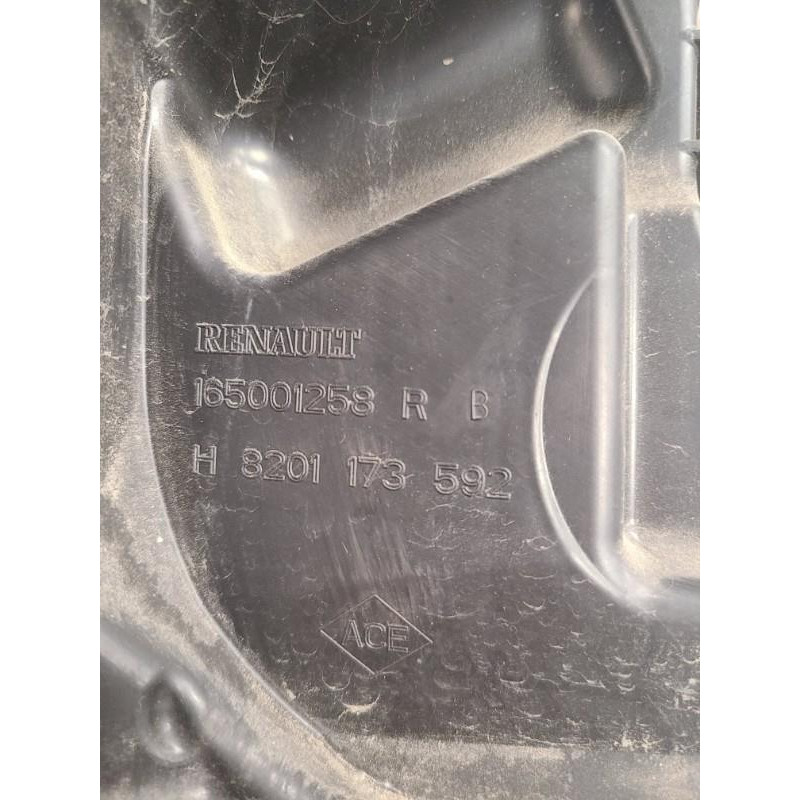 RENAULT
165001258 R B
H 8201 173 592
ACE